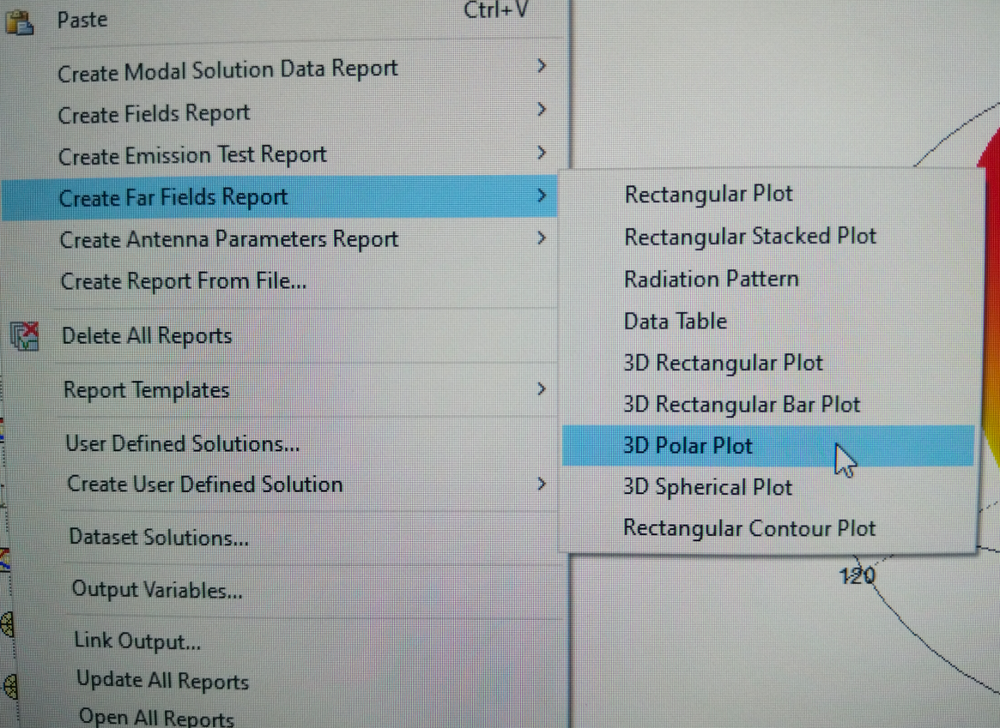 Paste Ctrl+V
Create Modal Solution Data Report
Create Fields Report
Create Emission Test Report
Create Far Fields Report
Create Antenna Parameters Report
Create Report From File...
Delete All Reports
Report Templates
User Defined Solutions...
Create User Defined Solution
Dataset Solutions...
Output Variables...
Link Output...
Update All Reports
Open All Reports
Rectangular Plot
Rectangular Stacked Plot
Radiation Pattern
Data Table
3D Rectangular Plot
3D Rectangular Bar Plot
3D Polar Plot
3D Spherical Plot
Rectangular Contour Plot
120